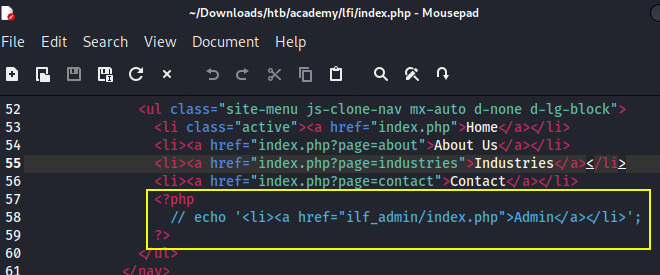 ~/Downloads/htb/academy/lfi/index.php - Mousepad
File Edit Search View Document Help
52 <ul class="site-menu js-clone-nav mx-auto d-none d-lg-block">
53 <li class="active"><a href="index.php">Home</a></li>
54 <li><a href="index.php?page=about">About Us</a></li>
55 <li><a href="index.php?page=industries">Industries</a></li>
56 <li><a href="index.php?page=contact">Contact</a></li>
57 <?php
58 // echo '<li><a href="ilf_admin/index.php">Admin</a></li>';
59 ?>
60 </ul>
61 </nav>